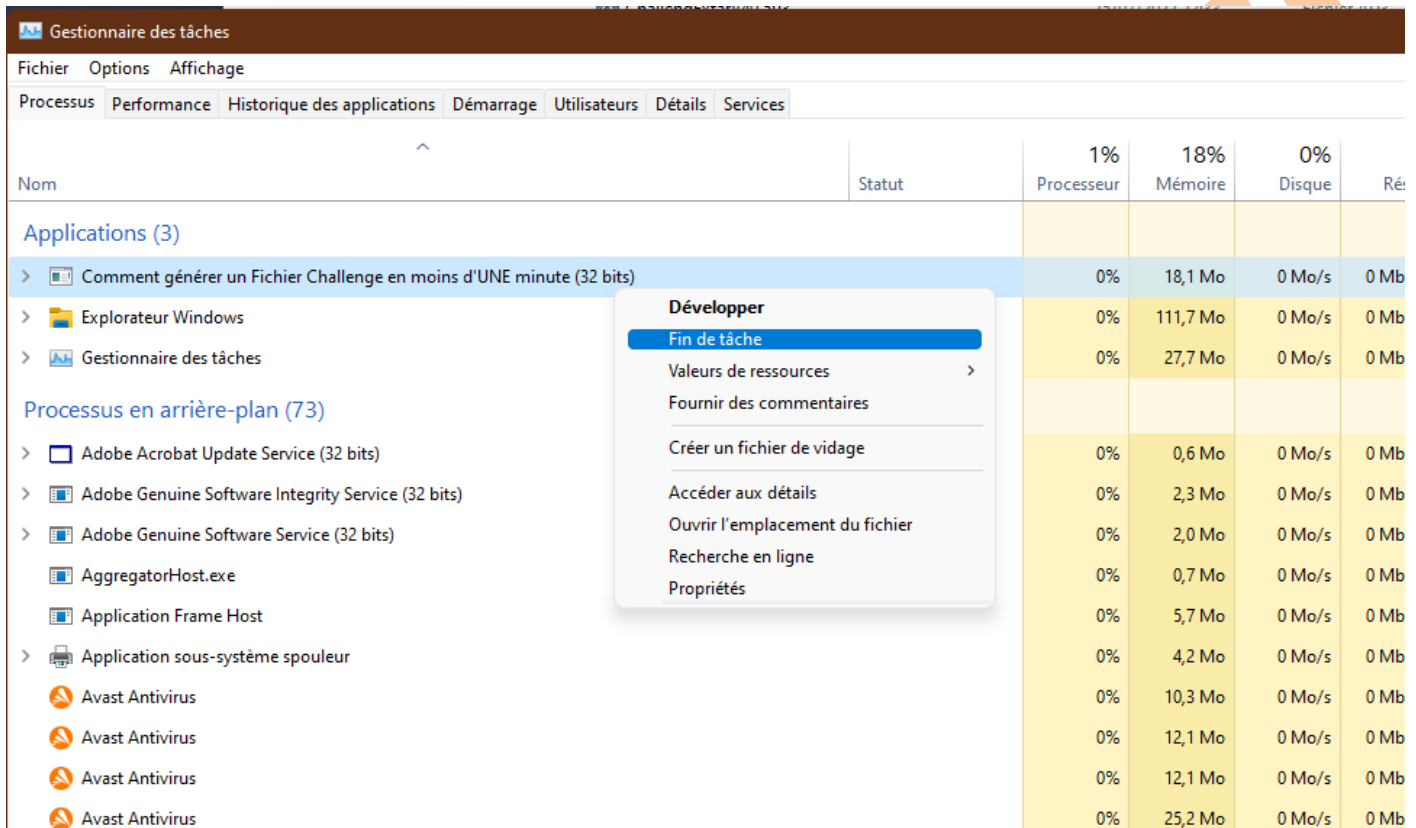 Gestionnaire des tâches
Fichier Options Affichage
Processus Performance Historique des applications Démarrage Utilisateurs Détails Services
1% 18% 0%
Nom Statut Processeur Mémoire Disque Rés
Applications (3)
Comment générer un Fichier Challenge en moins d'UNE minute (32 bits) 0% 18,1 Mo 0 Mo/s 0 Mb
Développer
Explorateur Windows 0% 111,7 Mo 0 Mo/s 0 Mb
Fin de tâche
Gestionnaire des tâches 0% 27,7 Mo 0 Mo/s 0 Mb
Valeurs de ressources
Fournir des commentaires
Processus en arrière-plan (73)
Créer un fichier de vidage
Adobe Acrobat Update Service (32 bits) 0% 0,6 Mo 0 Mo/s 0 Mb
Accéder aux détails
Adobe Genuine Software Integrity Service (32 bits) 0% 2,3 Mo 0 Mo/s 0 Mb
Ouvrir l'emplacement du fichier
Adobe Genuine Software Service (32 bits) 0% 2,0 Mo 0 Mo/s 0 Mb
Recherche en ligne
AggregatorHost.exe 0% 0,7 Mo 0 Mo/s 0 Mb
Propriétés
Application Frame Host 0% 5,7 Mo 0 Mo/s 0 Mb
Application sous-système spouleur 0% 4,2 Mo 0 Mo/s 0 Mb
Avast Antivirus 0% 10,3 Mo 0 Mo/s 0 Mb
Avast Antivirus 0% 12,1 Mo 0 Mo/s 0 Mb
Avast Antivirus 0% 12,1 Mo 0 Mo/s 0 Mb
Avast Antivirus 0% 25,2 Mo 0 Mo/s 0 Mb